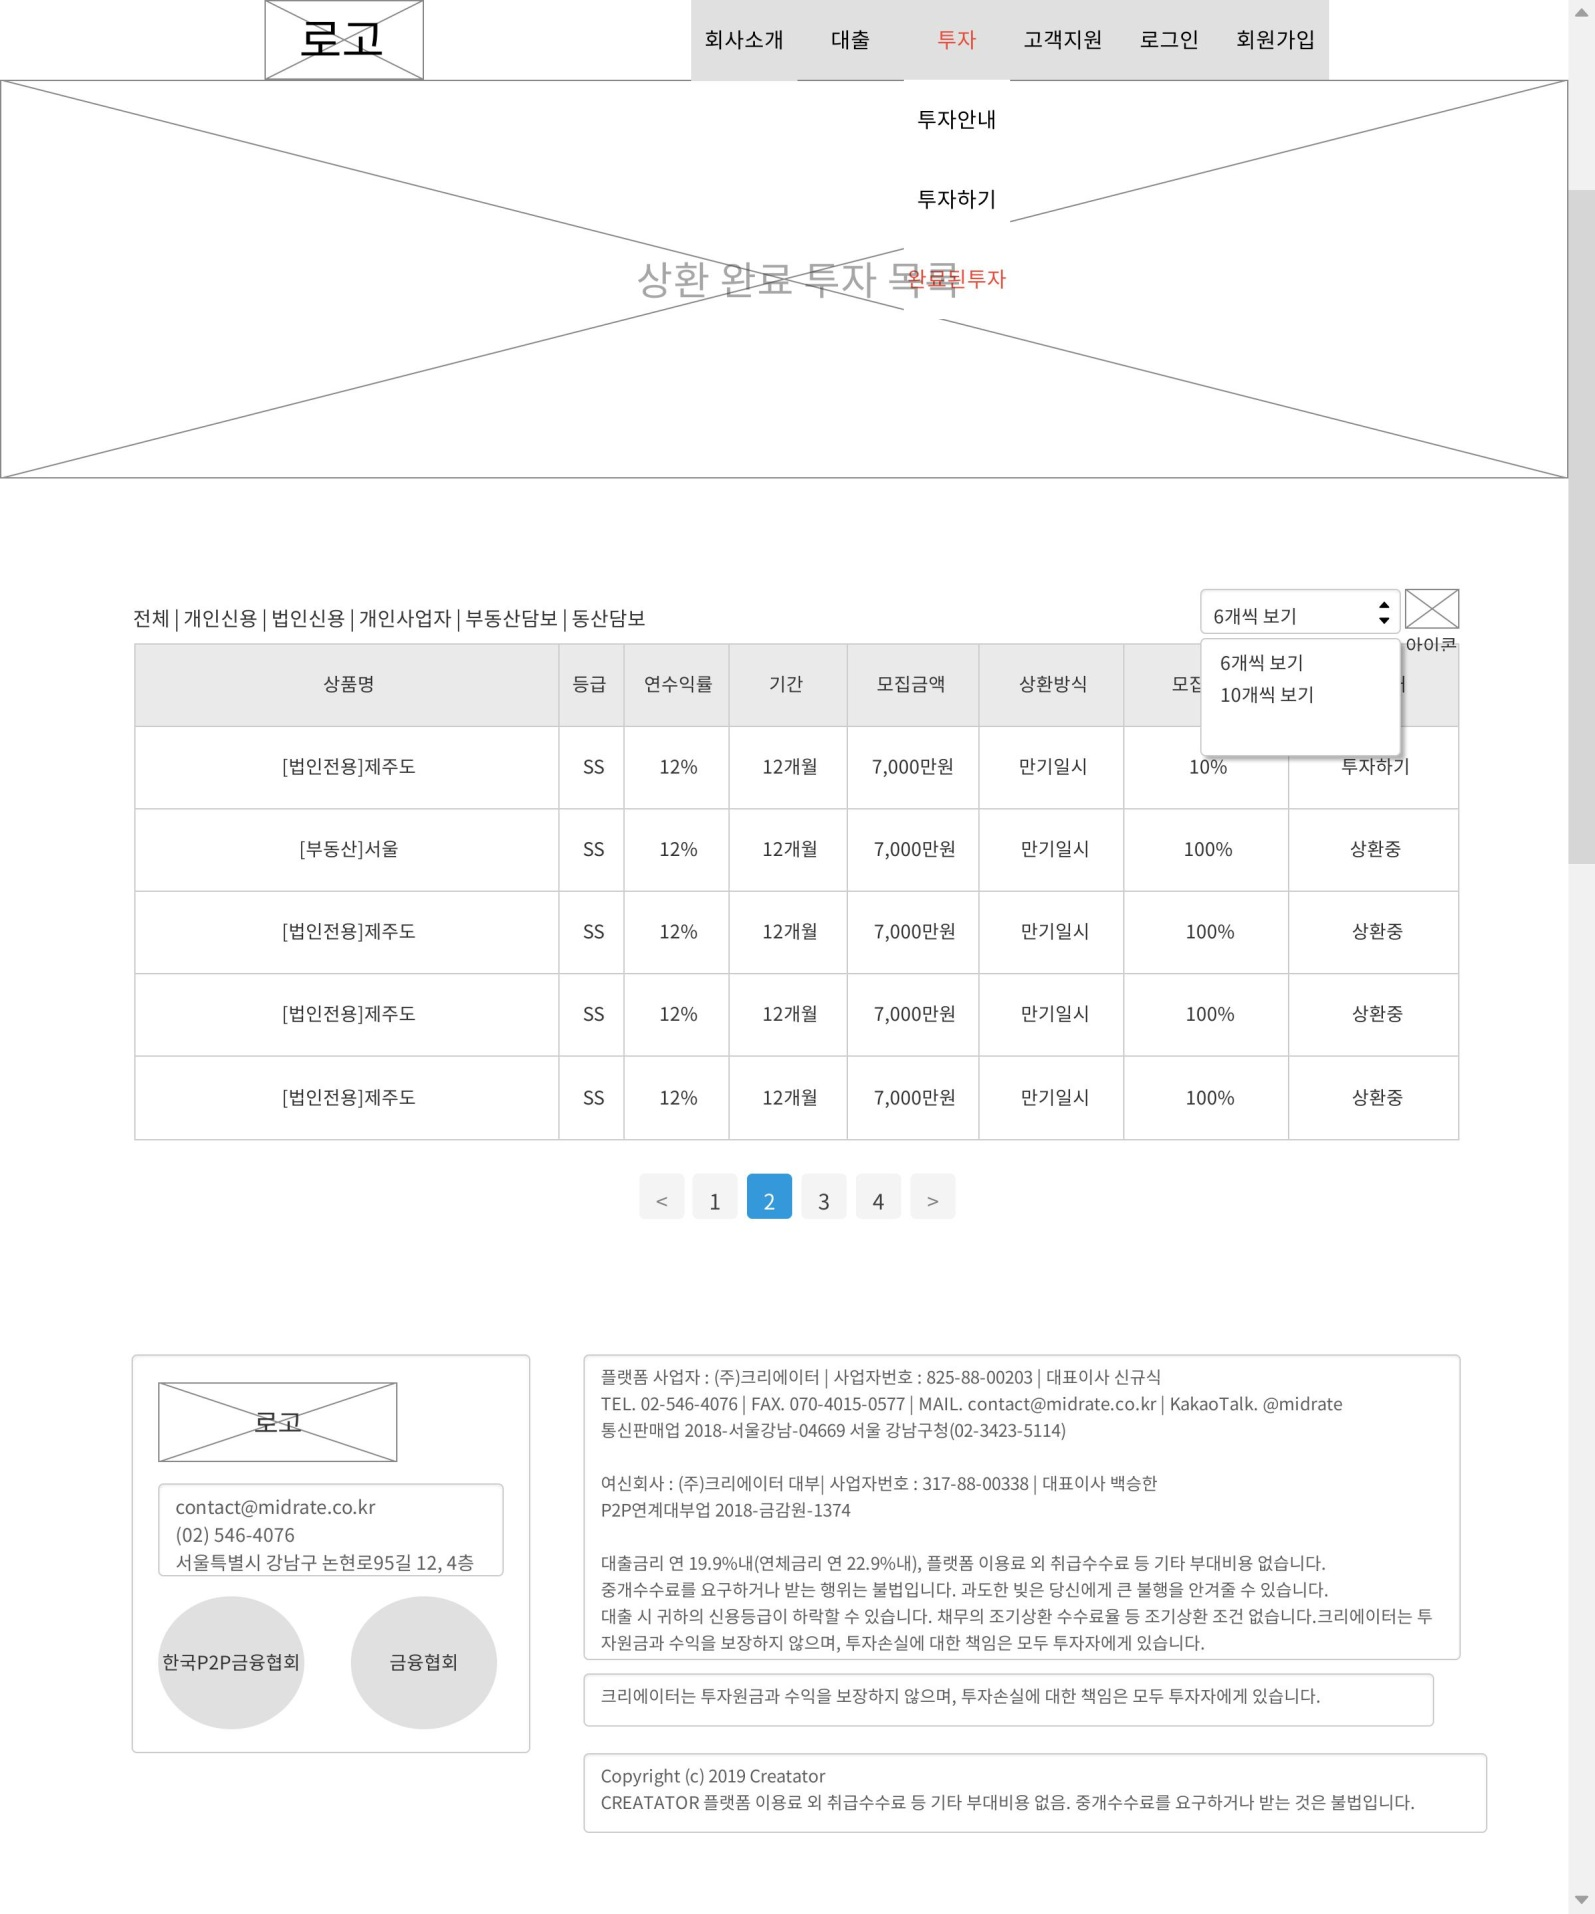 로고
회사소개 대출 투자 고객지원 로그인 회원가입
투자안내
투자하기
상환 완료 투자 목록
완료된투자
전체 | 개인신용 | 법인신용 | 개인사업자 | 부동산담보 | 동산담보
6개씩 보기
아이콘
6개씩 보기
10개씩 보기
상품명 등급 연수익률 기간 모집금액 상환방식
[법인전용]제주도 SS 12% 12개월 7,000만원 만기일시 10% 투자하기
[부동산]서울 SS 12% 12개월 7,000만원 만기일시 100% 상환중
[법인전용]제주도 SS 12% 12개월 7,000만원 만기일시 100% 상환중
[법인전용]제주도 SS 12% 12개월 7,000만원 만기일시 100% 상환중
[법인전용]제주도 SS 12% 12개월 7,000만원 만기일시 100% 상환중
< 1 2 3 4 >
로고
contact@midrate.co.kr
(02) 546-4076
서울특별시 강남구 논현로95길 12, 4층
한국P2P금융협회 금융협회
플랫폼 사업자 : (주)크리에이터 | 사업자번호 : 825-88-00203 | 대표이사 신규식
TEL. 02-546-4076 | FAX. 070-4015-0577 | MAIL. contact@midrate.co.kr | KakaoTalk. @midrate
통신판매업 2018-서울강남-04669 서울 강남구청(02-3423-5114)
여신회사 : (주)크리에이터 대부| 사업자번호 : 317-88-00338 | 대표이사 백승한
P2P연계대부업 2018-금감원-1374
대출금리 연 19.9%내(연체금리 연 22.9%내), 플랫폼 이용료 외 취급수수료 등 기타 부대비용 없습니다.
중개수수료를 요구하거나 받는 행위는 불법입니다. 과도한 빚은 당신에게 큰 불행을 안겨줄 수 있습니다.
대출 시 귀하의 신용등급이 하락할 수 있습니다. 채무의 조기상환 수수료율 등 조기상환 조건 없습니다.크리에이터는 투
자원금과 수익을 보장하지 않으며, 투자손실에 대한 책임은 모두 투자자에게 있습니다.
크리에이터는 투자원금과 수익을 보장하지 않으며, 투자손실에 대한 책임은 모두 투자자에게 있습니다.
Copyright (c) 2019 Creatator
CREATATOR 플랫폼 이용료 외 취급수수료 등 기타 부대비용 없음. 중개수수료를 요구하거나 받는 것은 불법입니다.